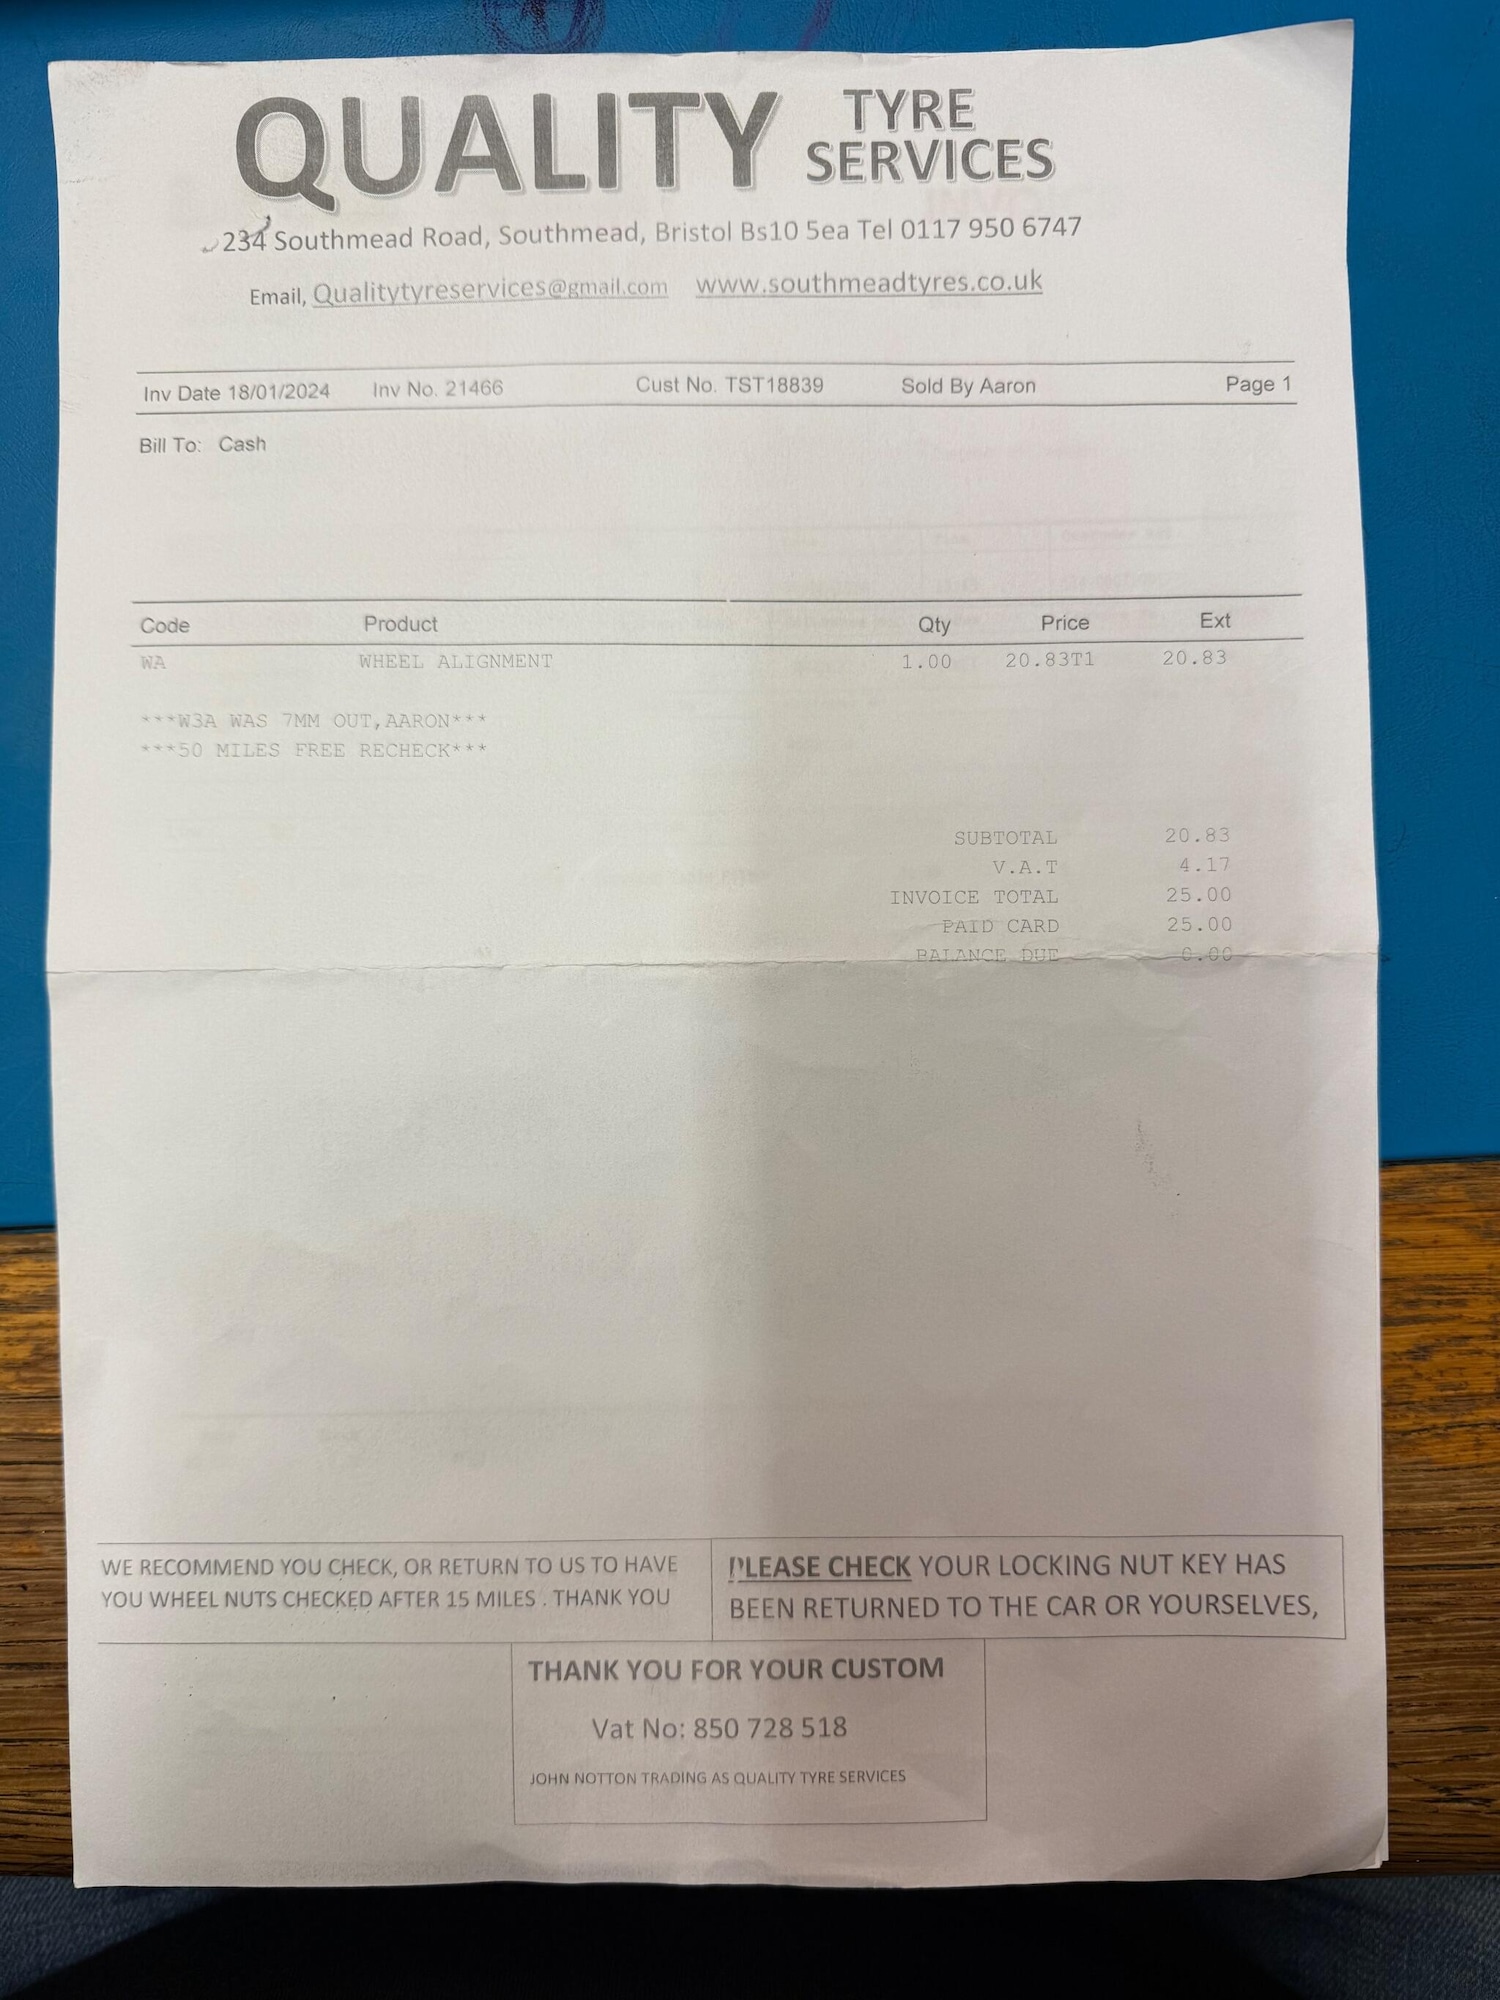 QUALITY TYRE SERVICES
234 Southmead Road, Southmead, Bristol Bs10 5ea Tel 0117 950 6747
Email, Qualitytyreservices@gmail.com www.southmeadtyres.co.uk
Inv Date 18/01/2024 Inv No. 21466 Cust No. TST18839 Sold By Aaron Page 1
Bill To: Cash
Code Product Qty Price Ext
WA WHEEL ALIGNMENT 1.00 20.83T1 20.83
***W3A WAS 7MM OUT,AARON***
***50 MILES FREE RECHECK***
SUBTOTAL 20.83
V.A.T 4.17
INVOICE TOTAL 25.00
PAID CARD 25.00
BALANCE DUE 0.00
WE RECOMMEND YOU CHECK, OR RETURN TO US TO HAVE
YOU WHEEL NUTS CHECKED AFTER 15 MILES . THANK YOU
PLEASE CHECK YOUR LOCKING NUT KEY HAS
BEEN RETURNED TO THE CAR OR YOURSELVES,
THANK YOU FOR YOUR CUSTOM
Vat No: 850 728 518
JOHN NOTTON TRADING AS QUALITY TYRE SERVICES